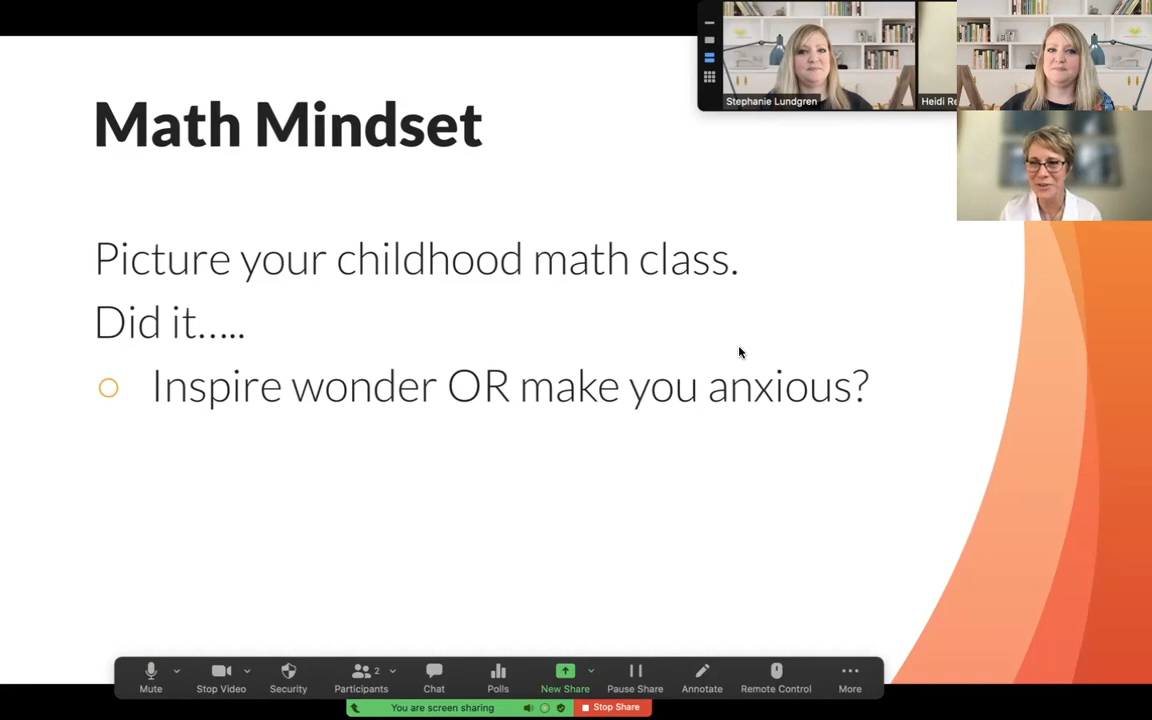 Stephanie Lundgren
Heidi Re
Math Mindset
Picture your childhood math class.
Did it.....
Inspire wonder OR make you anxious?
2
Mute
Stop Video
Security
Participants
Chat
Polls
New Share
Pause Share
Annotate
Remote Control
More
You are screen sharing
Stop Share